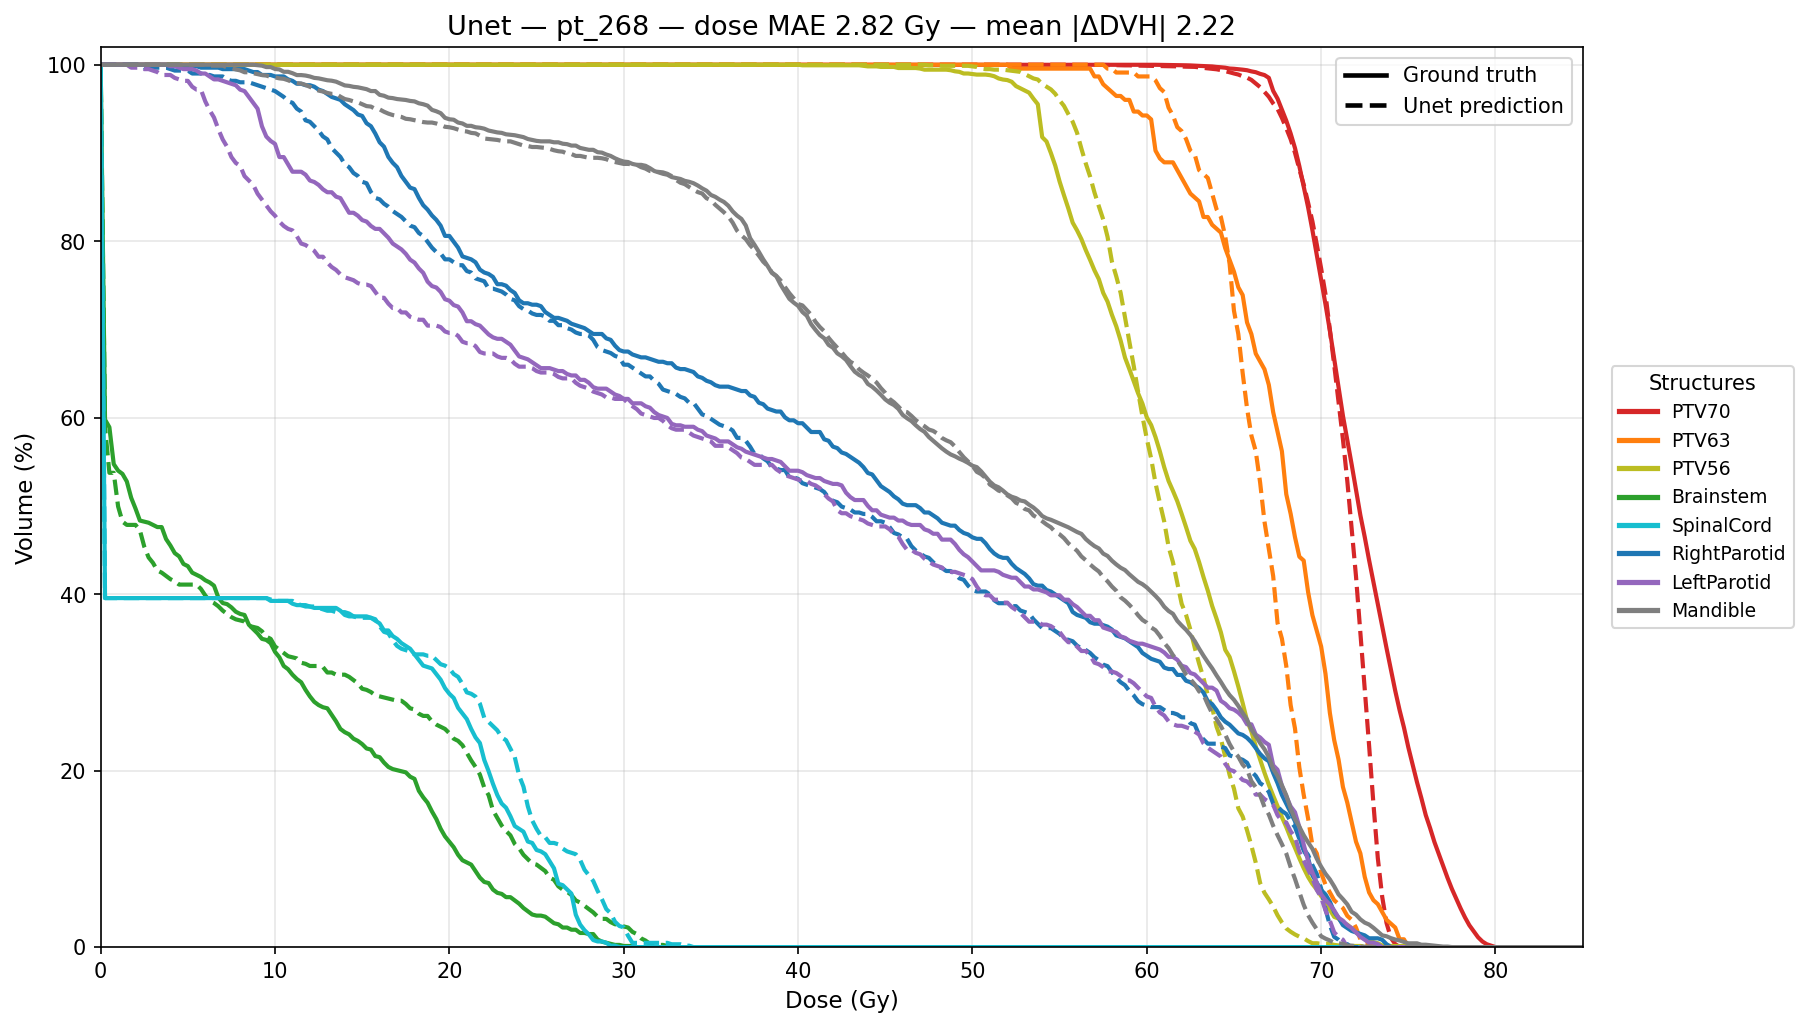 Unet — pt_268 — dose MAE 2.82 Gy — mean |ΔDVH| 2.22
Ground truth
Unet prediction
Volume (%)
100
80
60
40
20
0
0 10 20 30 40 50 60 70 80
Dose (Gy)
Structures
PTV70
PTV63
PTV56
Brainstem
SpinalCord
RightParotid
LeftParotid
Mandible